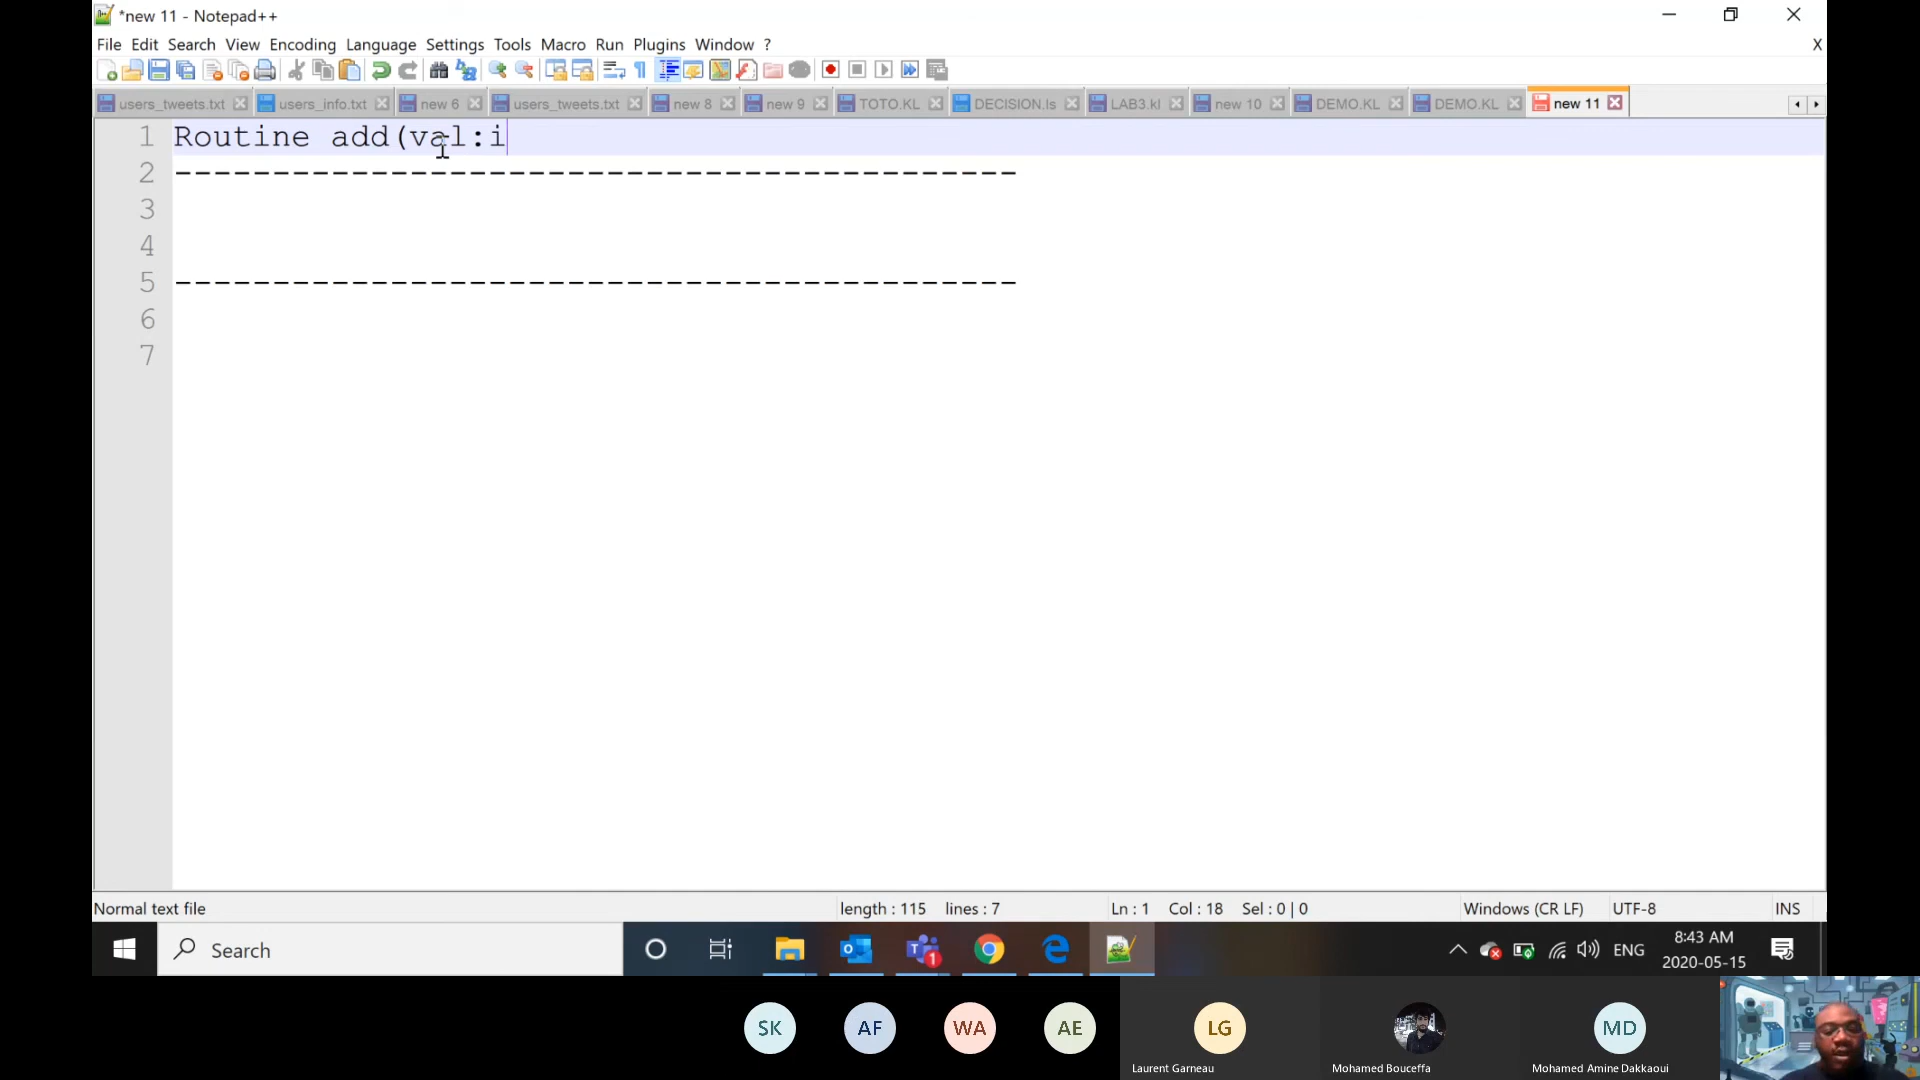 *new 11 - Notepad++
File Edit Search View Encoding Language Settings Tools Macro Run Plugins Window ? X
users_tweets.txt users_info.txt new 6 users_tweets.txt new 8 new 9 TOTO.KL DECISION.ls LAB3.kl new 10 DEMO.KL DEMO.KL new 11
1 Routine add(val:i
2 -------------------------------------------
3
4
5 -------------------------------------------
6
7
Normal text file length : 115 lines : 7 Ln : 1 Col : 18 Sel : 0 | 0 Windows (CR LF) UTF-8 INS
Search 1 ENG 8:43 AM
2020-05-15
SK AF WA AE LG MD
Laurent Garneau Mohamed Bouceffa Mohamed Amine Dakkaoui